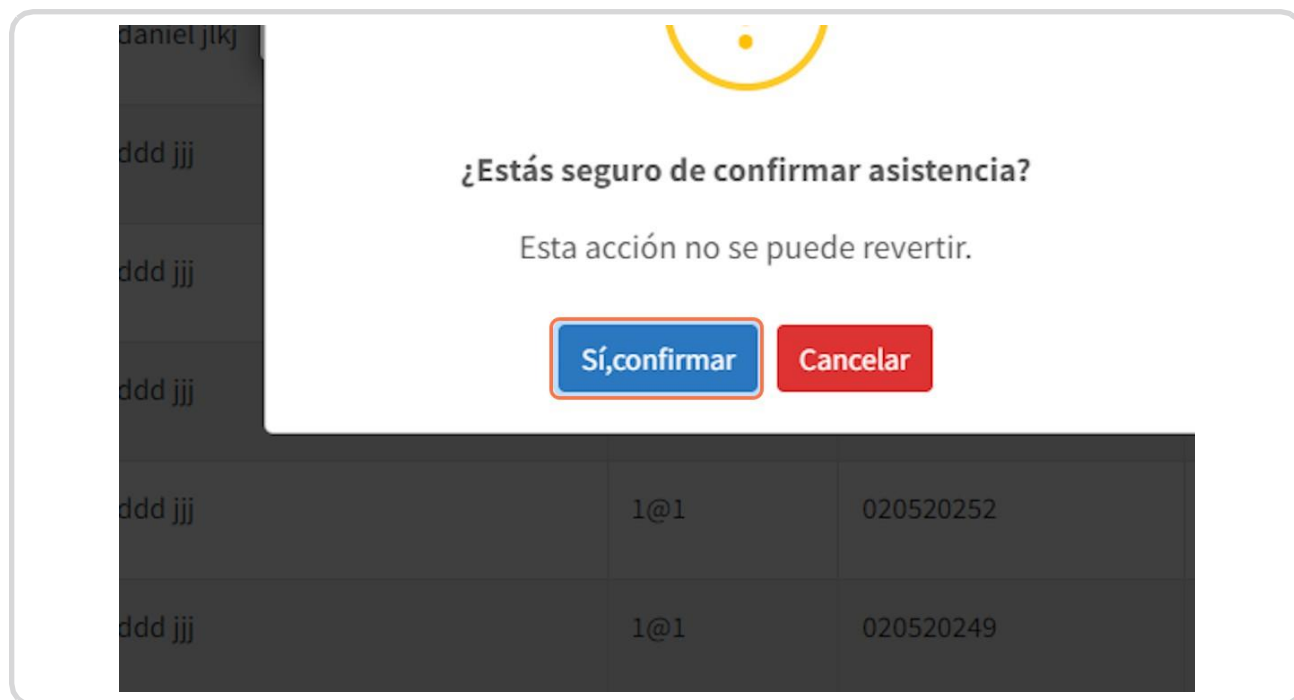 daniel jlkj
ddd jjj
¿Estás seguro de confirmar asistencia?
Esta acción no se puede revertir.
ddd jjj
Sí,confirmar Cancelar
ddd jjj
ddd jjj 1@1 020520252
ddd jjj 1@1 020520249